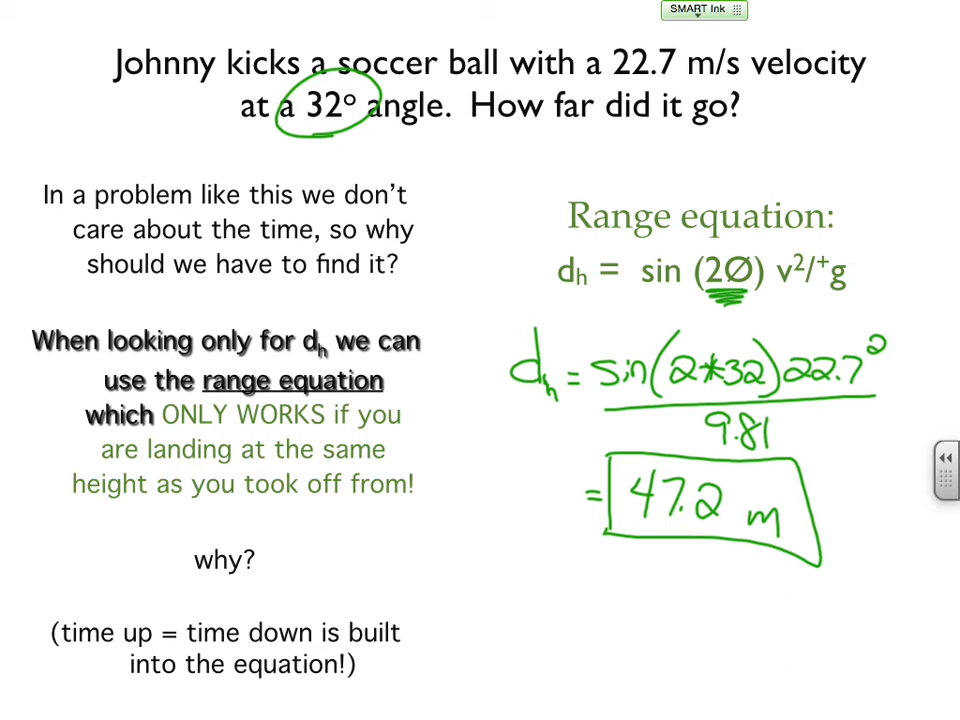 SMART Ink
Johnny kicks a soccer ball with a 22.7 m/s velocity
at a 32° angle. How far did it go?
In a problem like this we don't
care about the time, so why
should we have to find it?
When looking only for dₕ we can
use the range equation
which ONLY WORKS if you
are landing at the same
height as you took off from!
why?
(time up = time down is built
into the equation!)
Range equation:
dₕ = sin (2Ø) v²/⁺g
dₕ = sin(2*32)22.7²
9.81
= 47.2 m